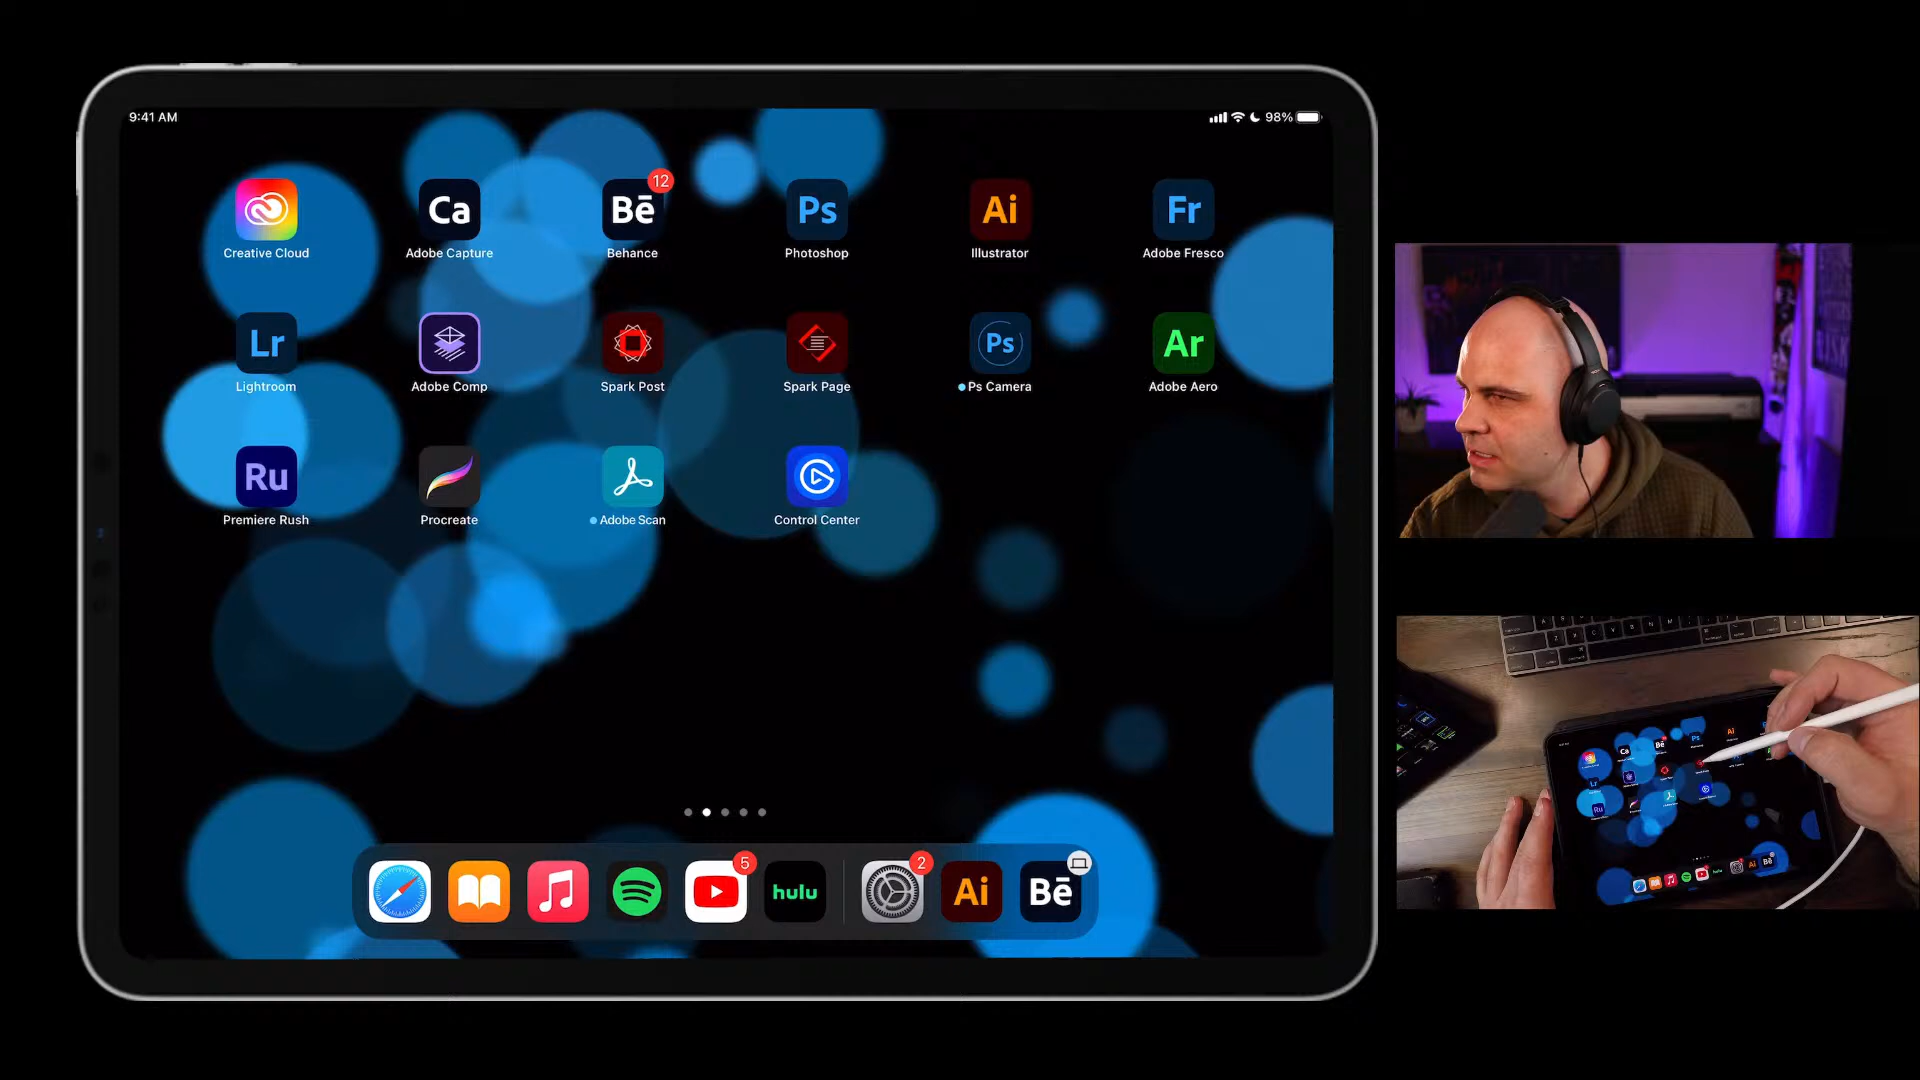 9:41 AM
98%
12
Ca
Bē
Ps
Ai
Fr
Creative Cloud
Adobe Capture
Behance
Photoshop
Illustrator
Adobe Fresco
Lr
Ps
Ar
Lightroom
Adobe Comp
Spark Post
Spark Page
Ps Camera
Adobe Aero
Ru
Premiere Rush
Procreate
Adobe Scan
Control Center
5
2
hulu
Ai
Bē